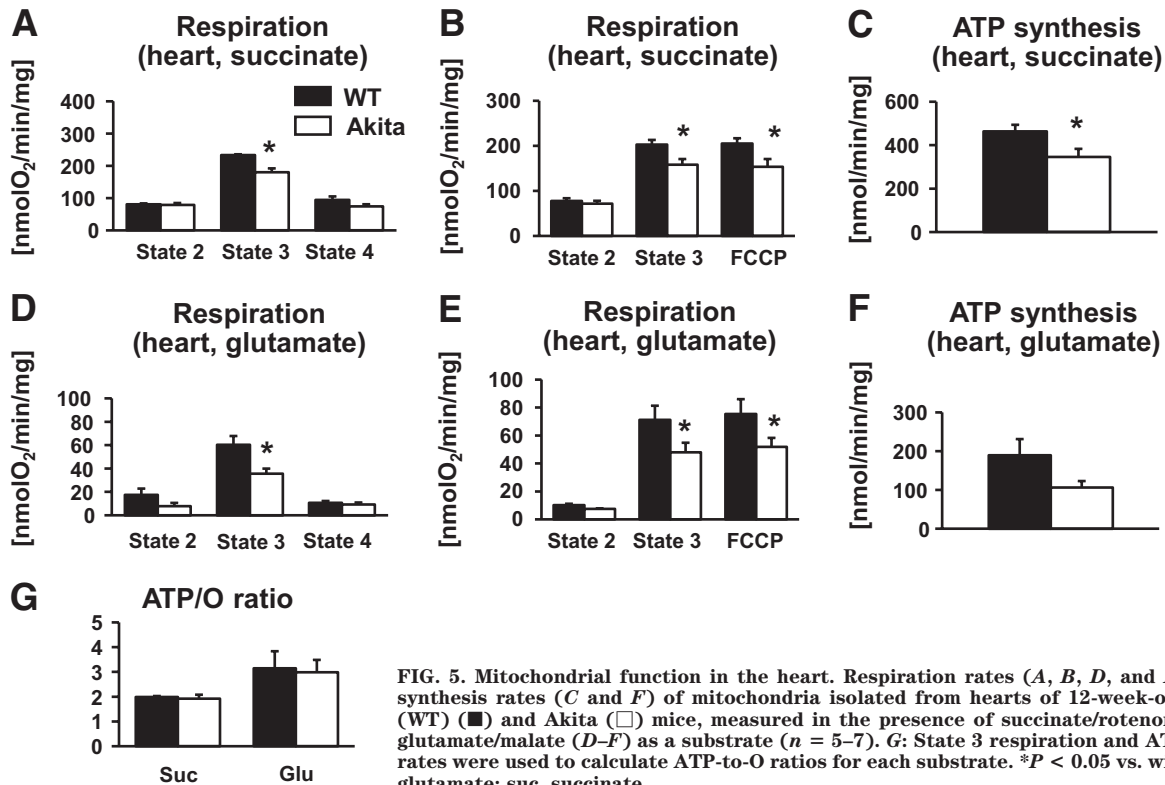 A
Respiration
(heart, succinate)
[nmolO₂/min/mg]
400
300
200
100
0
WT
Akita
*
State 2 State 3 State 4
B
Respiration
(heart, succinate)
[nmolO₂/min/mg]
300
200
100
0
* *
State 2 State 3 FCCP
C
ATP synthesis
(heart, succinate)
[nmol/min/mg]
600
400
200
0
*
D
Respiration
(heart, glutamate)
[nmolO₂/min/mg]
100
80
60
40
20
0
*
State 2 State 3 State 4
E
Respiration
(heart, glutamate)
[nmolO₂/min/mg]
100
80
60
40
20
0
* *
State 2 State 3 FCCP
F
ATP synthesis
(heart, glutamate)
[nmol/min/mg]
300
200
100
0
G
ATP/O ratio
5
4
3
2
1
0
Suc Glu
FIG. 5. Mitochondrial function in the heart. Respiration rates (A, B, D, and
synthesis rates (C and F) of mitochondria isolated from hearts of 12-week-o
(WT) (■) and Akita (□) mice, measured in the presence of succinate/roteno
glutamate/malate (D–F) as a substrate (n = 5–7). G: State 3 respiration and AT
rates were used to calculate ATP-to-O ratios for each substrate. *P < 0.05 vs. w